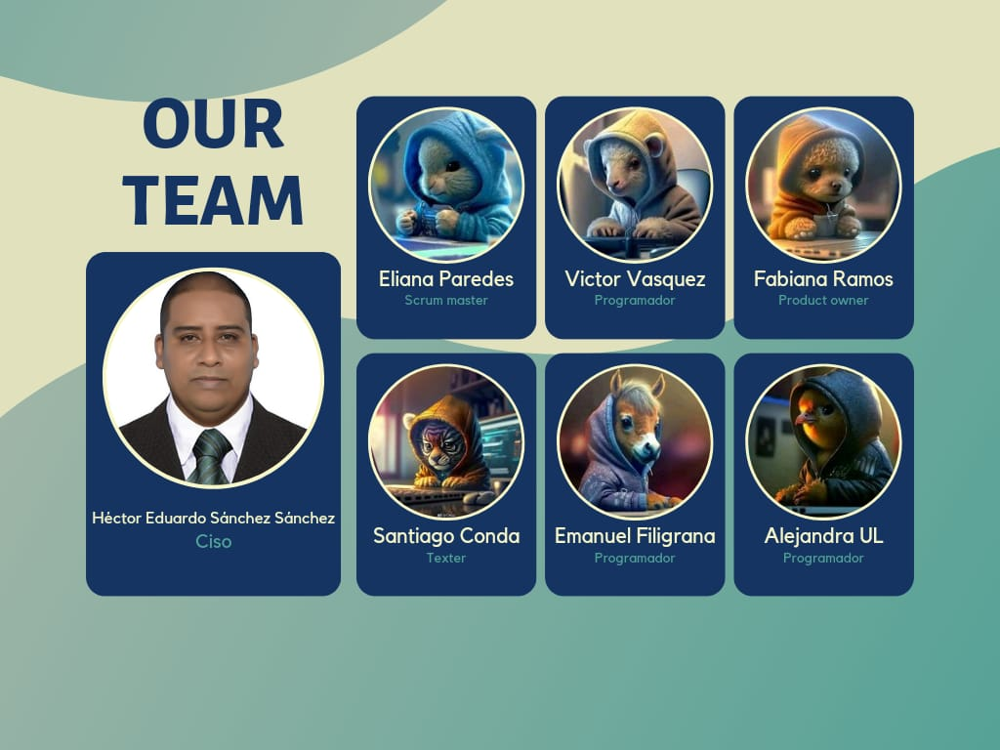 OUR
TEAM
Héctor Eduardo Sánchez Sánchez
Ciso
Eliana Paredes
Scrum master
Victor Vasquez
Programador
Fabiana Ramos
Product owner
Santiago Conda
Texter
Emanuel Filigrana
Programador
Alejandra UL
Programador